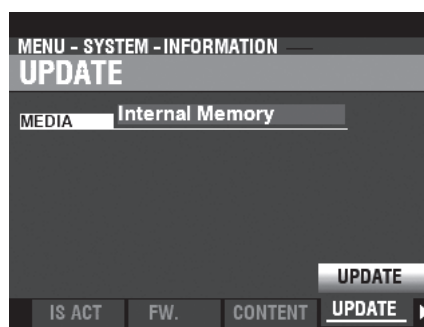 MENU - SYSTEM - INFORMATION
UPDATE
MEDIA Internal Memory
UPDATE
IS ACT FW. CONTENT UPDATE